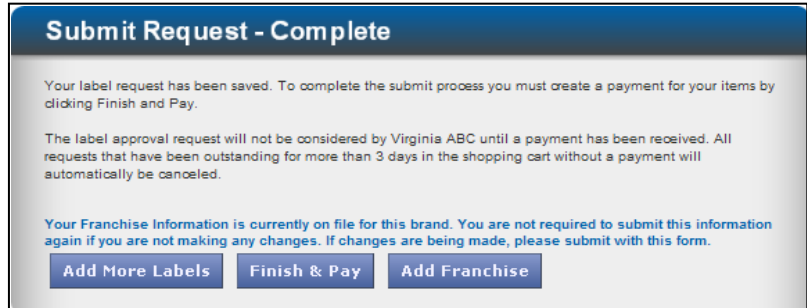 Submit Request - Complete
Your label request has been saved. To complete the submit process you must create a payment for your items by
clicking Finish and Pay.
The label approval request will not be considered by Virginia ABC until a payment has been received. All
requests that have been outstanding for more than 3 days in the shopping cart without a payment will
automatically be canceled.
Your Franchise Information is currently on file for this brand. You are not required to submit this information
again if you are not making any changes. If changes are being made, please submit with this form.
Add More Labels Finish & Pay Add Franchise